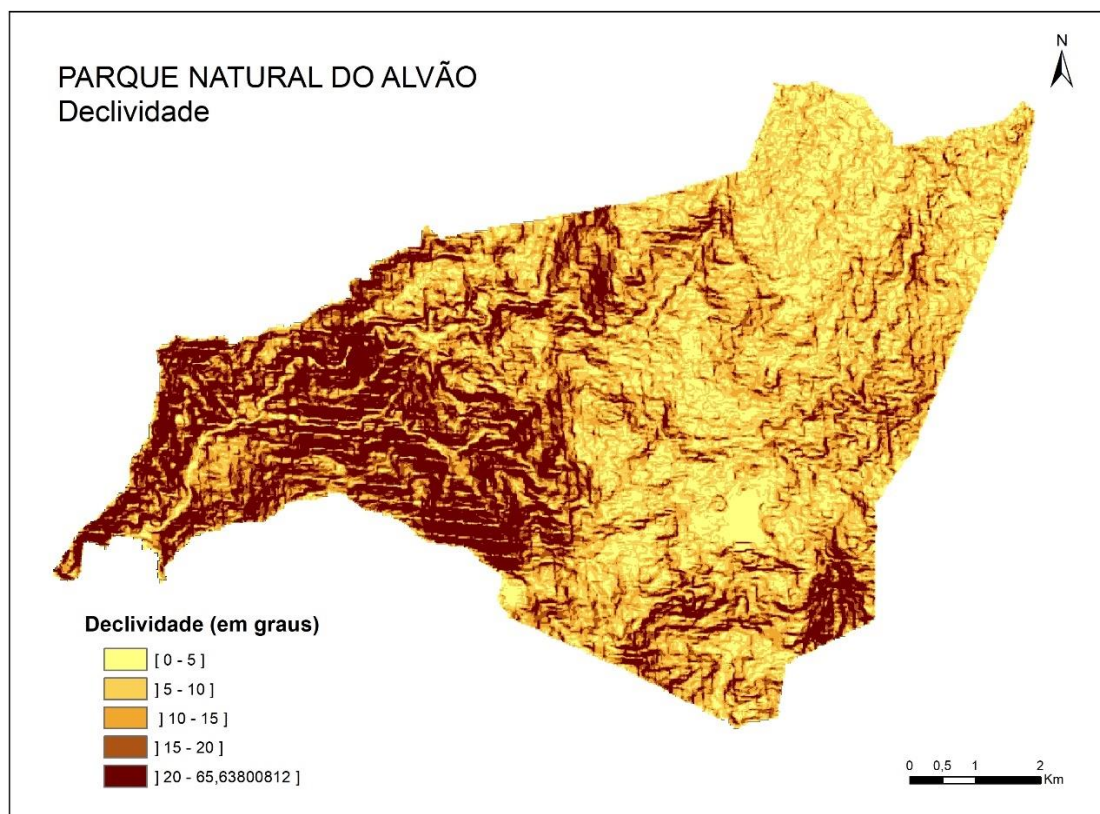 PARQUE NATURAL DO ALVÃO
Declividade
N
Declividade (em graus)
] 0 - 5 ]
] 5 - 10 ]
] 10 - 15 ]
] 15 - 20 ]
] 20 - 65,63800812 ]
0 0,5 1 2
Km